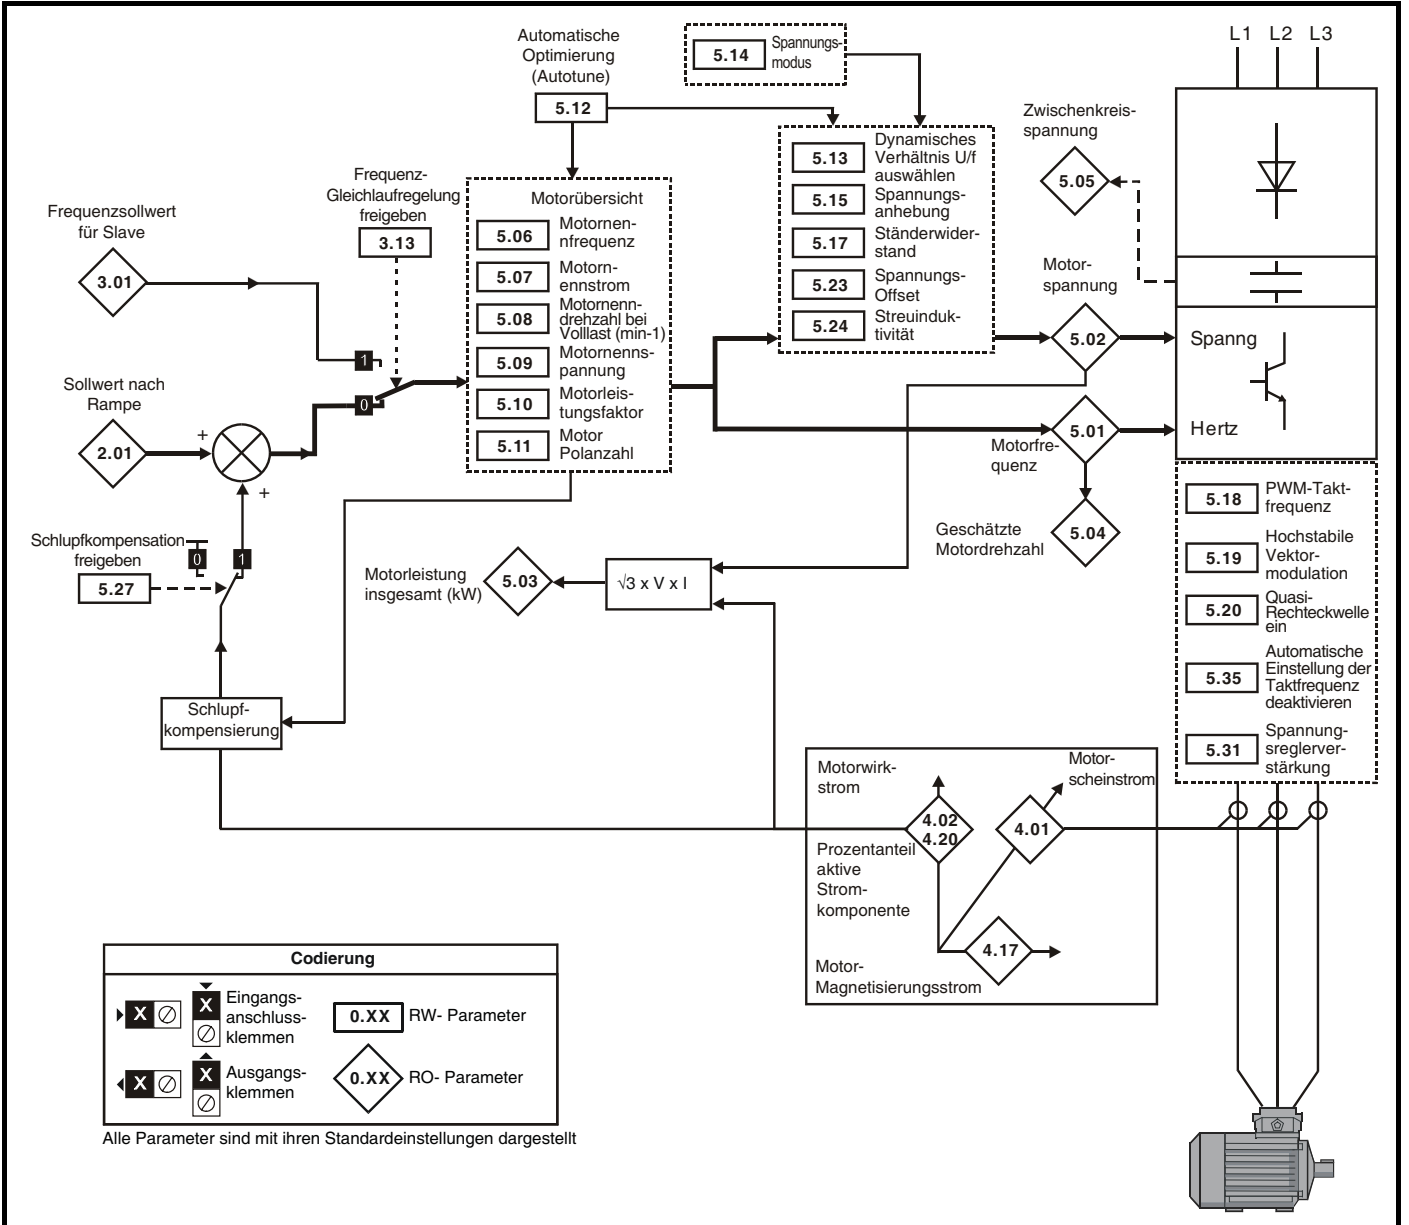 Automatische
Optimierung
(Autotune)
5.12
5.14
Spannungs-
modus
L1 L2 L3
Zwischenkreis-
spannung
5.05
Frequenz-
Gleichlaufregelung
freigeben
3.13
Frequenzsollwert
für Slave
3.01
Motorübersicht
5.06
Motornen-
nfrequenz
5.07
Motorn-
ennstrom
5.08
Motornenn-
drehzahl bei
Volllast (min-1)
5.09
Motornenns-
pannung
5.10
Motorleis-
tungsfaktor
5.11
Motor
Polanzahl
5.13
Dynamisches
Verhältnis U/f
auswählen
5.15
Spannungs-
anhebung
5.17
Ständerwider-
stand
5.23
Spannungs-
Offset
5.24
Streuinduk-
tivität
Motor-
spannung
5.02
Spanng
1
0
Sollwert nach
Rampe
2.01
+
+
5.01
Motorfre-
quenz
Hertz
Geschätzte
Motordrehzahl
5.04
Schlupfkompensation
freigeben
5.27
0
1
Motorleistung
insgesamt (kW)
5.03
√3 x V x I
5.18
PWM-Takt-
frequenz
5.19
Hochstabile
Vektor-
modulation
5.20
Quasi-
Rechteckwelle
ein
5.35
Automatische
Einstellung der
Taktfrequenz
deaktivieren
5.31
Spannung-
sreglerver-
stärkung
Schlupf-
kompensierung
Motorwirk-
strom
Motor-
scheinstrom
4.02
4.20
4.01
Prozentanteil
aktive
Strom-
komponente
4.17
Motor-
Magnetisierungsstrom
Codierung
X
X
Eingangs-
anschluss-
klemmen
0.XX
RW- Parameter
X
X
Ausgangs-
klemmen
0.XX
RO- Parameter
Alle Parameter sind mit ihren Standardeinstellungen dargestellt